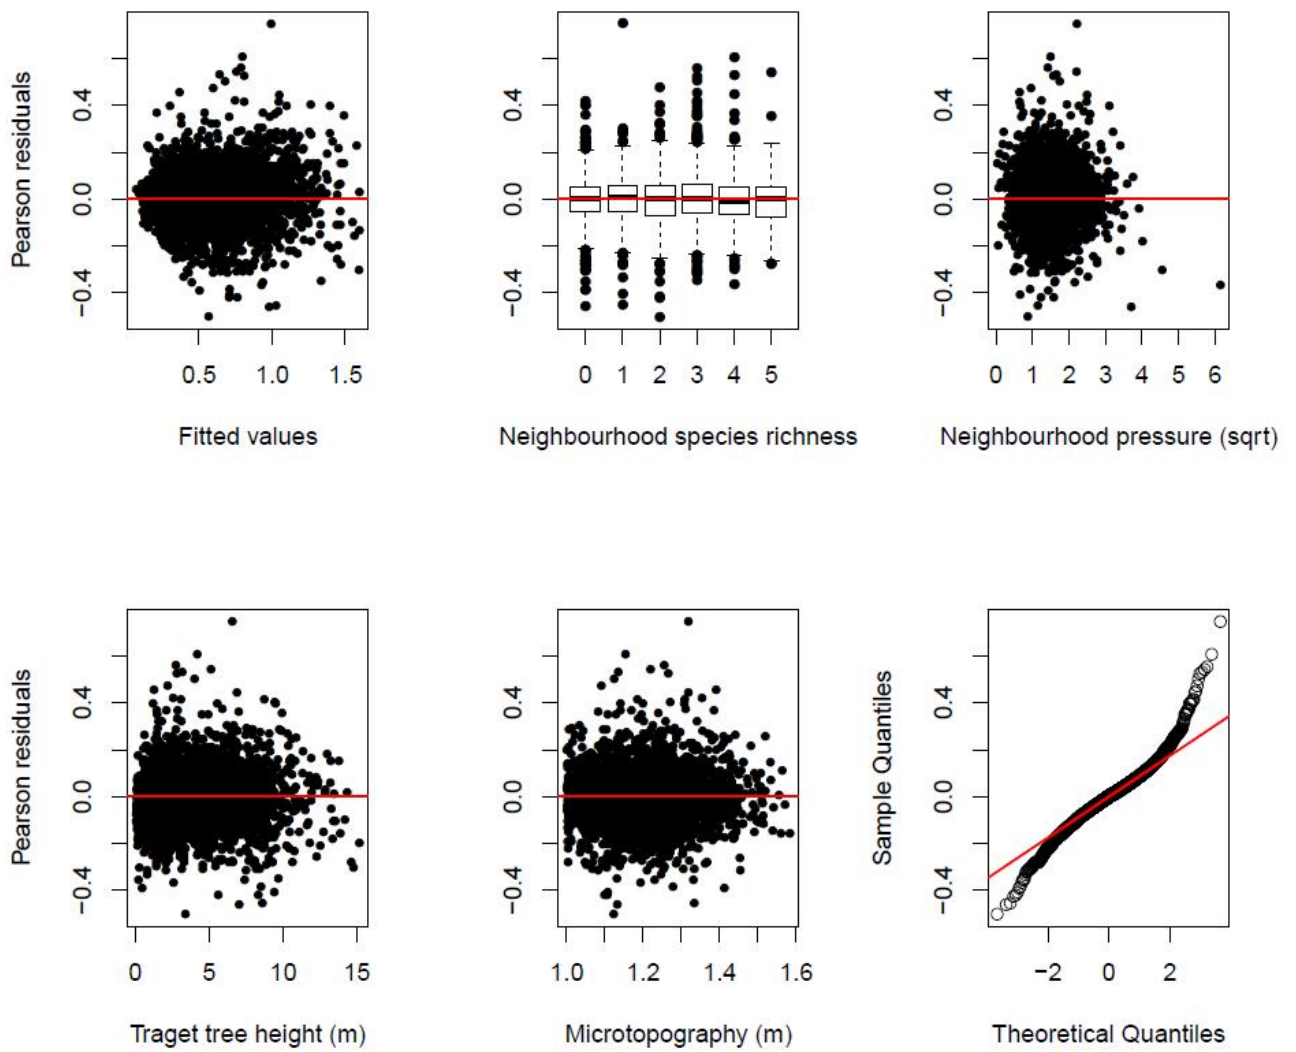 Pearson residuals
0.4
0.0
−0.4
0.5 1.0 1.5
Fitted values
0 1 2 3 4 5
Neighbourhood species richness
0.4
0.0
−0.4
0 1 2 3 4 5 6
Neighbourhood pressure (sqrt)
0.4
0.0
−0.4
Pearson residuals
0.4
0.0
−0.4
0 5 10 15
Traget tree height (m)
0.4
0.0
−0.4
1.0 1.2 1.4 1.6
Microtopography (m)
Sample Quantiles
0.4
0.0
−0.4
−2 0 2
Theoretical Quantiles